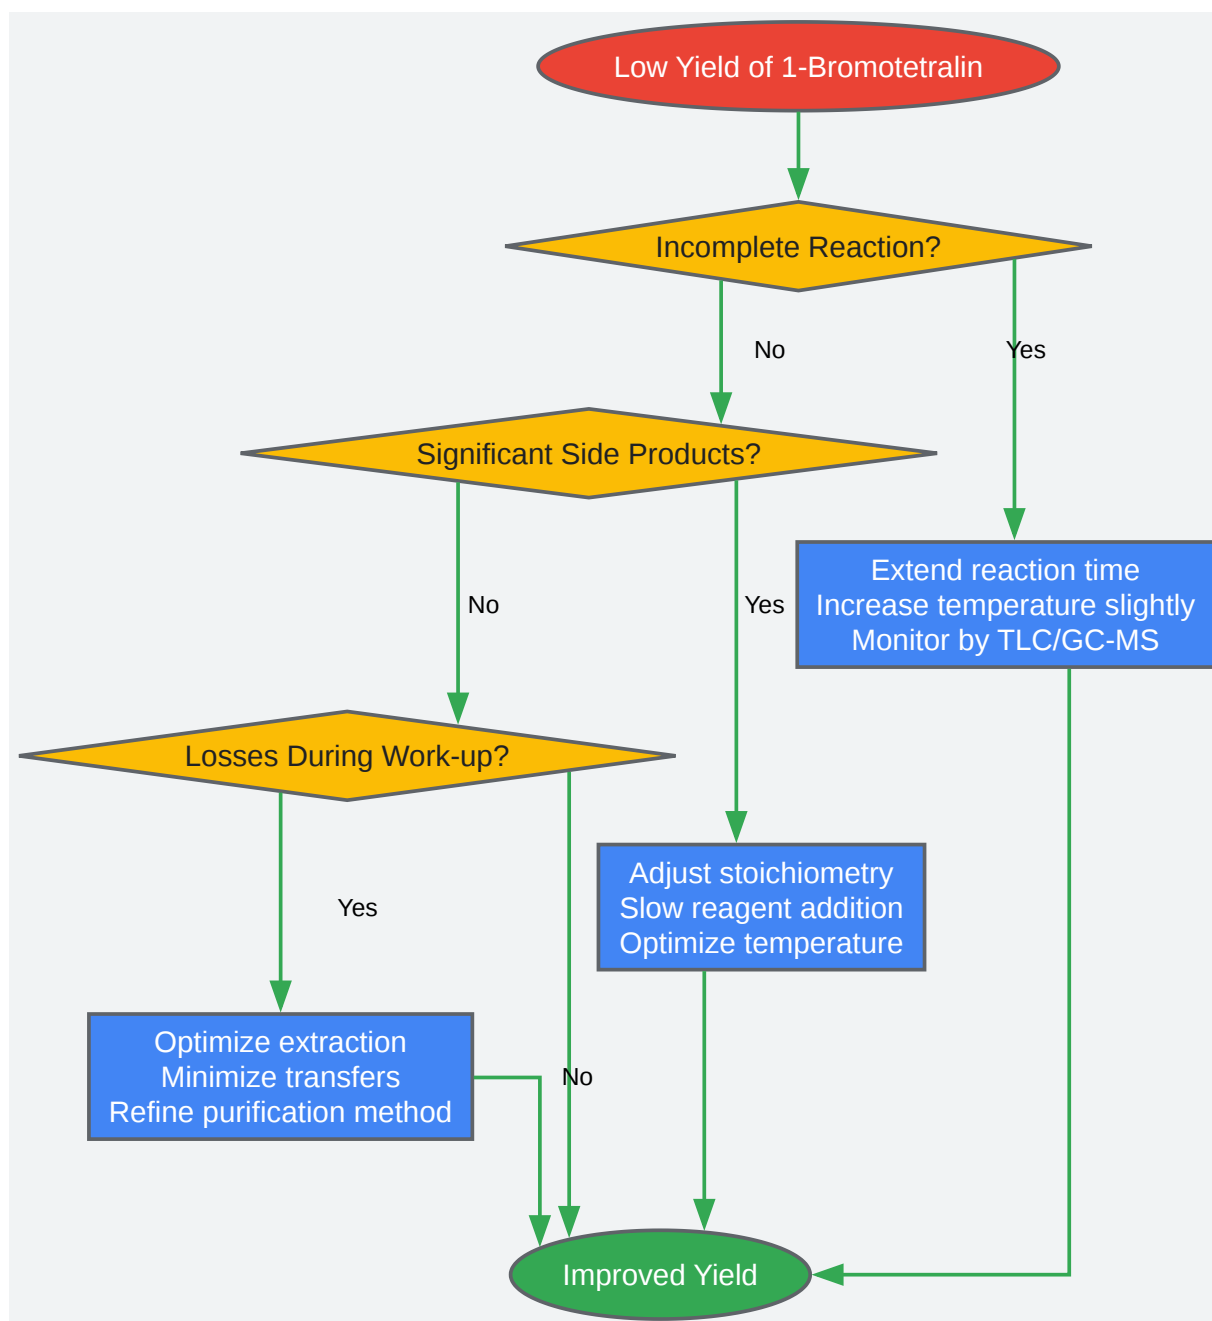 Low Yield of 1-Bromotetralin
Incomplete Reaction?
No
Yes
Significant Side Products?
No
Yes
Extend reaction time
Increase temperature slightly
Monitor by TLC/GC-MS
Losses During Work-up?
Yes
No
Adjust stoichiometry
Slow reagent addition
Optimize temperature
Optimize extraction
Minimize transfers
Refine purification method
Improved Yield